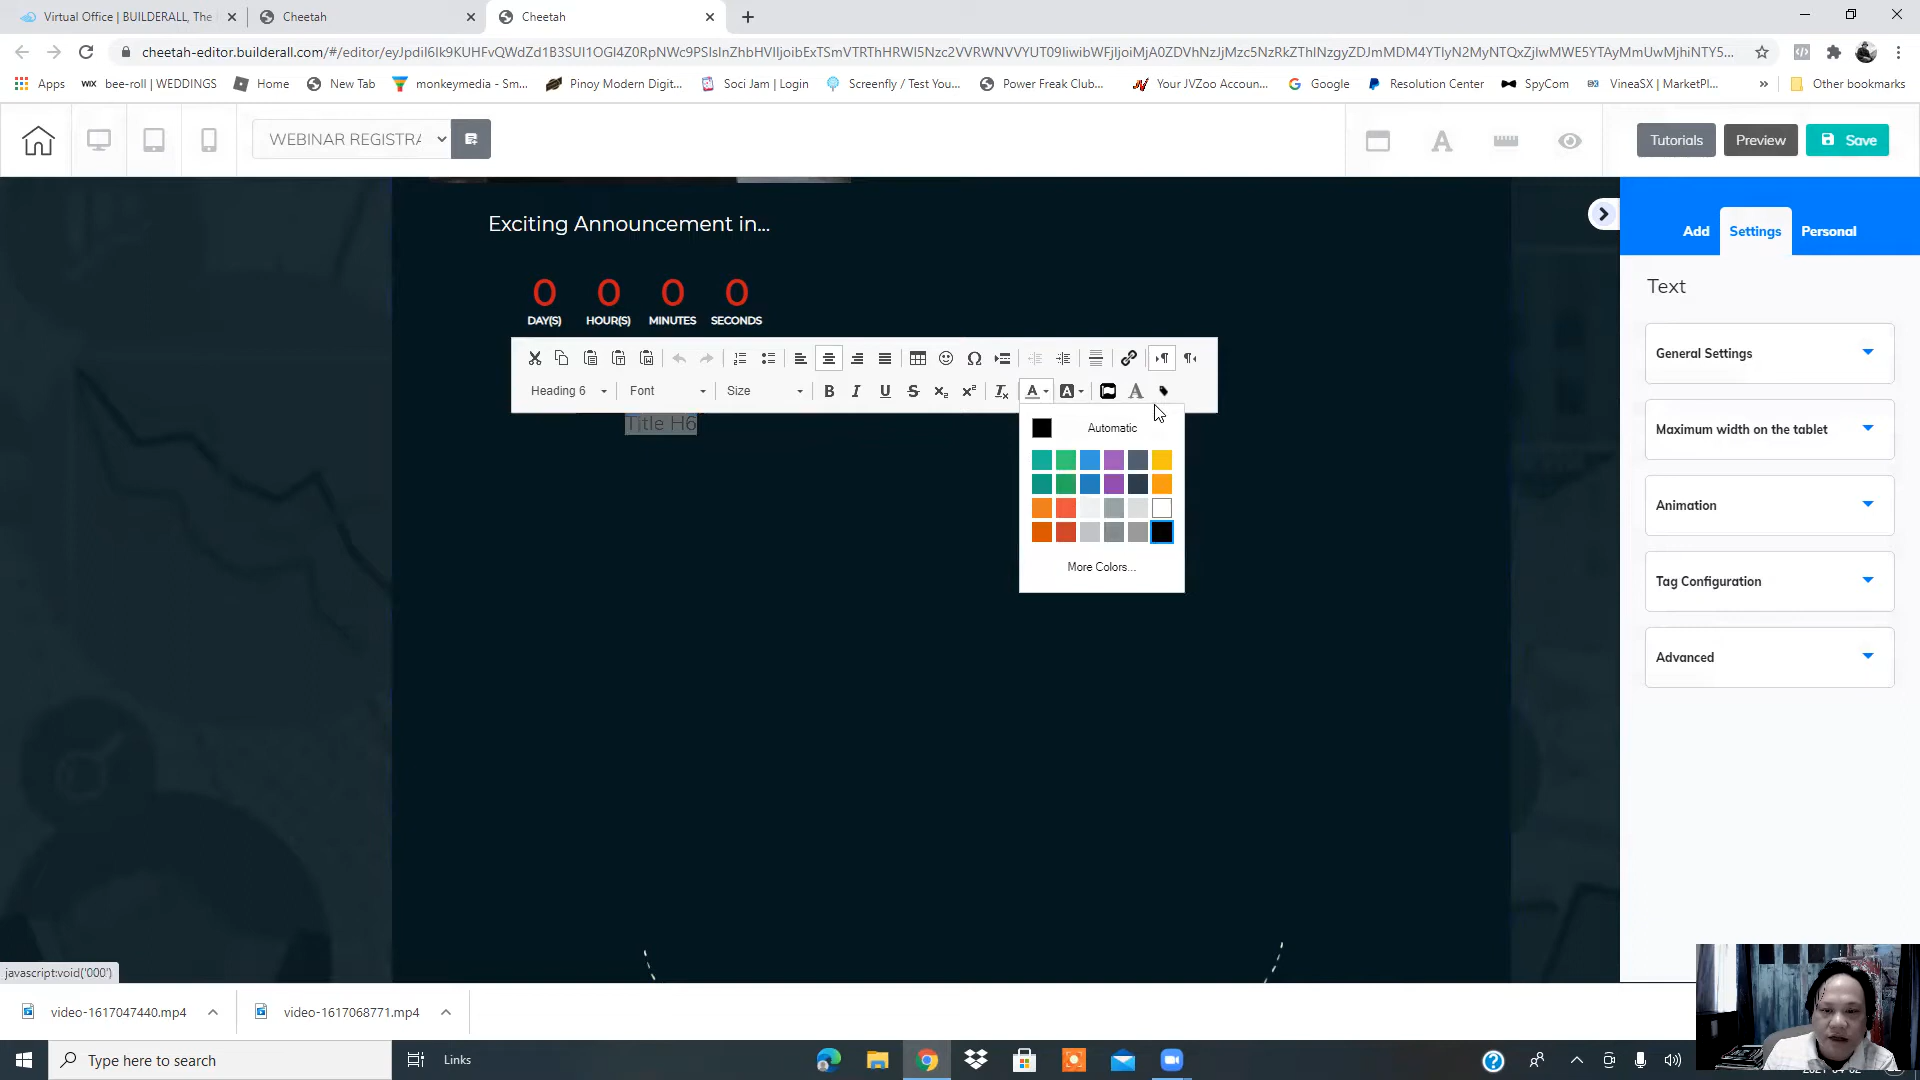 Virtual Office | BUILDERALL, The
Cheetah
Cheetah
cheetah-editor.builderall.com/#/editor/
Apps
bee-roll | WEDDINGS
Home
New Tab
monkeymedia - Sm...
Pinoy Modern Digit...
Soci Jam | Login
Screenfly / Test You...
Power Freak Club...
Your JVZoo Accoun...
Google
Resolution Center
SpyCom
VineaSX | MarketPl...
Other bookmarks
WEBINAR REGISTRA
Tutorials
Preview
Save
Exciting Announcement in...
0 0 0 0
DAY(S) HOUR(S) MINUTES SECONDS
Heading 6
Font
Size
Title H6
Automatic
More Colors...
Add
Settings
Personal
Text
General Settings
Maximum width on the tablet
Animation
Tag Configuration
Advanced
javascript:void('000')
video-1617047440.mp4
video-1617068771.mp4
Type here to search
Links